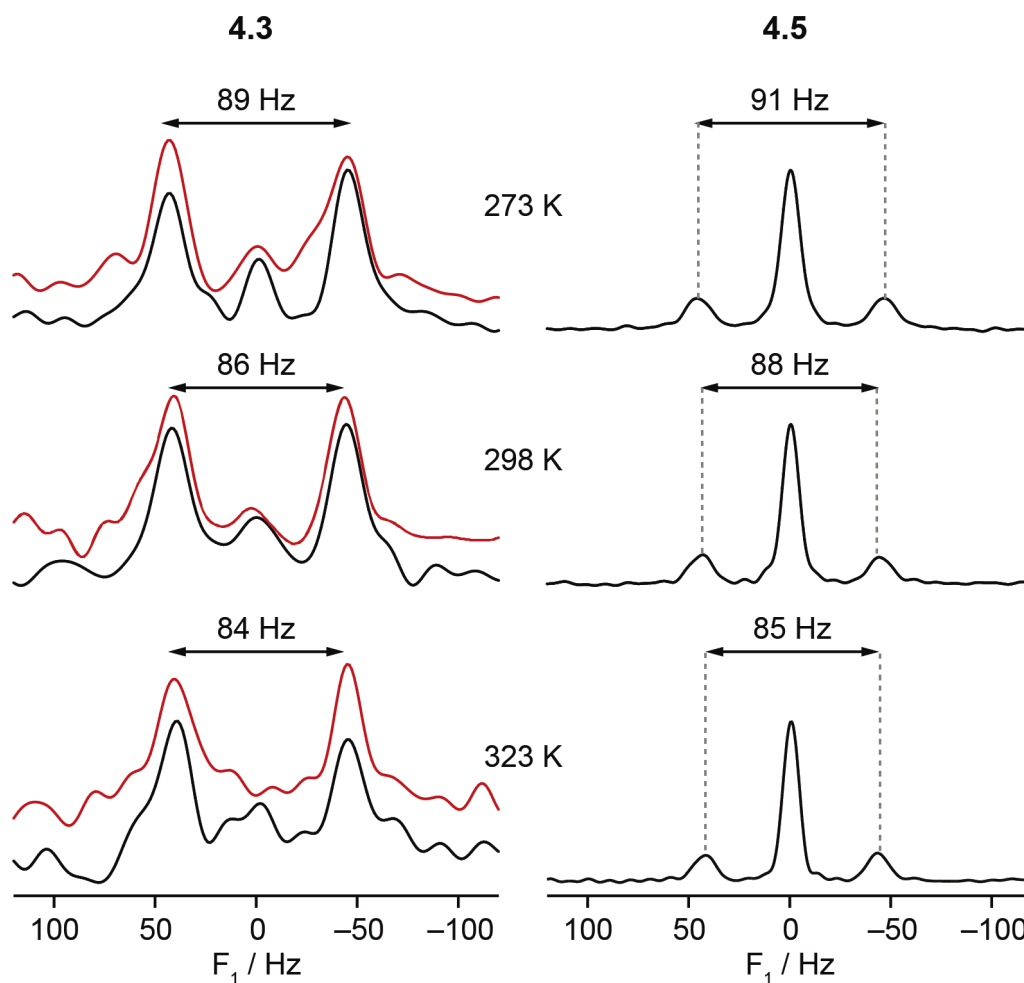 4.3 4.5
89 Hz 91 Hz
273 K
86 Hz 88 Hz
298 K
84 Hz 85 Hz
323 K
100 50 0 –50 –100 100 50 0 –50 –100
F₁ / Hz F₁ / Hz